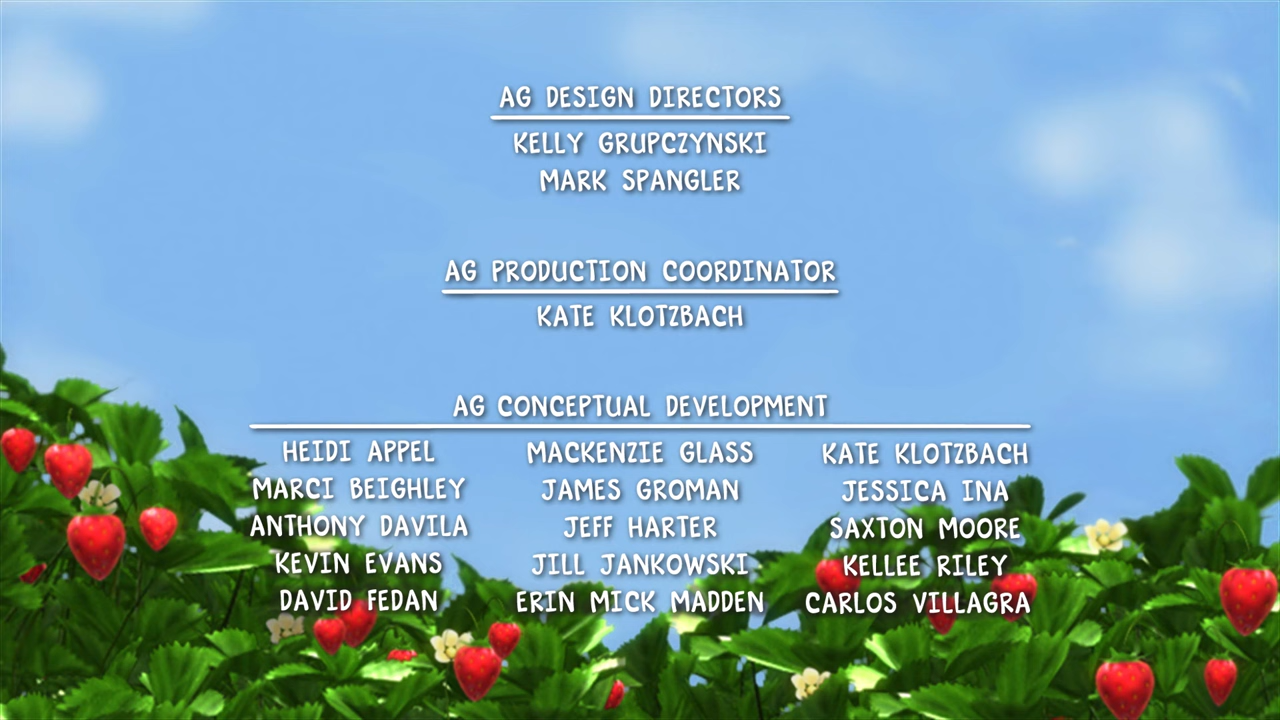 AG DESIGN DIRECTORS
KELLY GRUPCZYNSKI
MARK SPANGLER
AG PRODUCTION COORDINATOR
KATE KLOTZBACH
AG CONCEPTUAL DEVELOPMENT
HEIDI APPEL MACKENZIE GLASS KATE KLOTZBACH
MARCI BEIGHLEY JAMES GROMAN JESSICA INA
ANTHONY DAVILA JEFF HARTER SAXTON MOORE
KEVIN EVANS JILL JANKOWSKI KELLEE RILEY
DAVID FEDAN ERIN MICK MADDEN CARLOS VILLAGRA